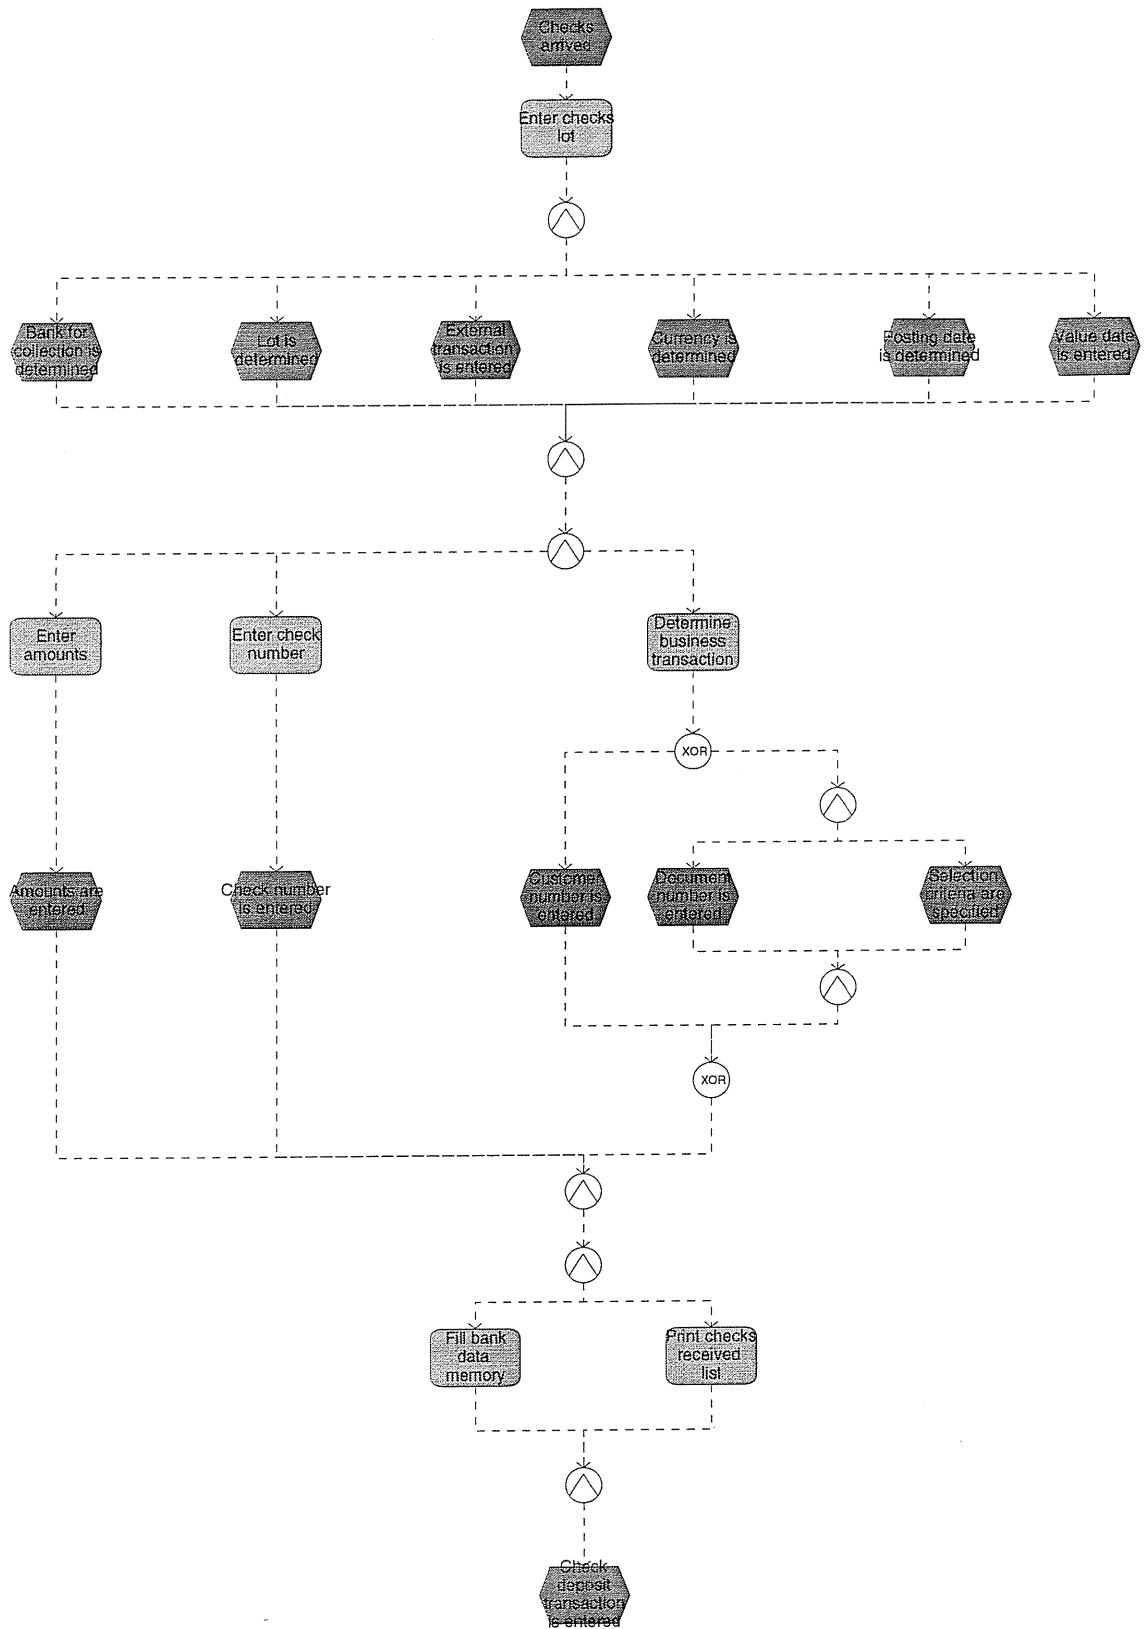 Checks
arrived
Enter checks
lot
Bank for
collection is
determined
Lot is
determined
External
transaction
is entered
Currency is
determined
Posting date
is determined
Value date
is entered
Enter
amounts
Enter check
number
Determine
business
transaction
XOR
Amounts are
entered
Check number
is entered
Customer
number is
entered
Document
number is
entered
Selection
criteria are
specified
XOR
Fill bank
data
memory
Print checks
received
list
Check
deposit
transaction
is entered